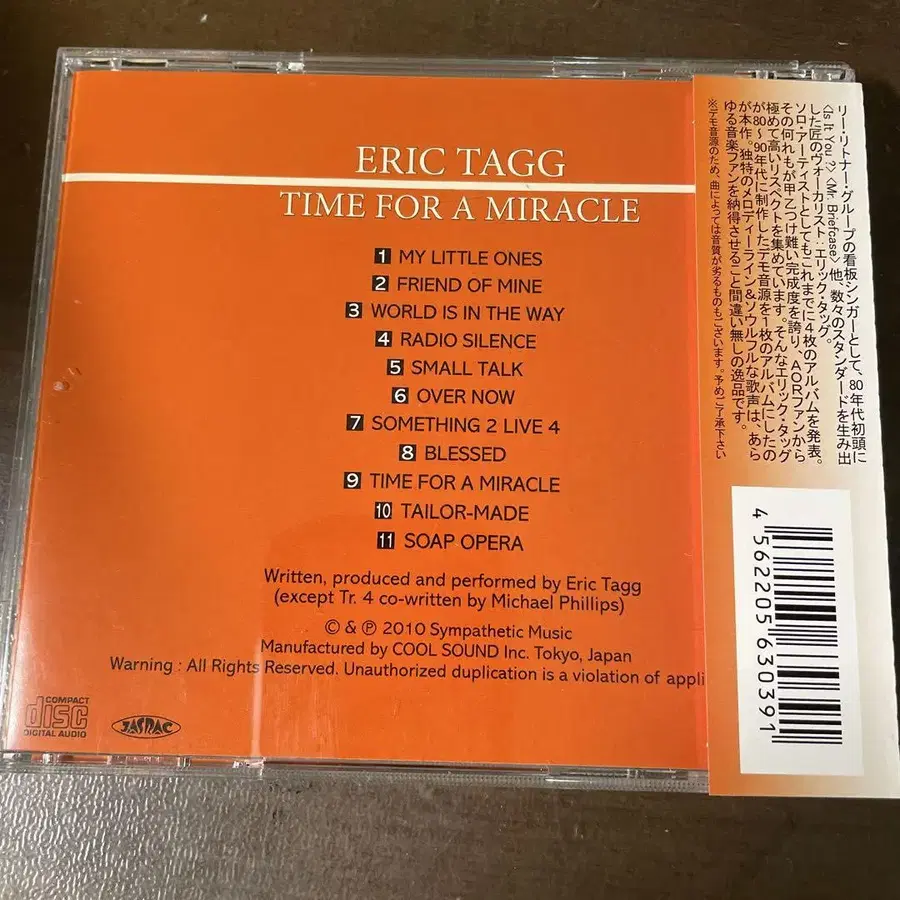 ERIC TAGG
TIME FOR A MIRACLE
1 MY LITTLE ONES
2 FRIEND OF MINE
3 WORLD IS IN THE WAY
4 RADIO SILENCE
5 SMALL TALK
6 OVER NOW
7 SOMETHING 2 LIVE 4
8 BLESSED
9 TIME FOR A MIRACLE
10 TAILOR-MADE
11 SOAP OPERA
Written, produced and performed by Eric Tagg
(except Tr. 4 co-written by Michael Phillips)
© & ℗ 2010 Sympathetic Music
Manufactured by COOL SOUND Inc. Tokyo, Japan
Warning : All Rights Reserved. Unauthorized duplication is a violation of appli
COMPACT
disc
DIGITAL AUDIO
JASRAC
リー・リトナー・グループの看板シンガーとして、80年代初頭に
〈Is It You ?〉〈Mr. Briefcase〉他、数々のスタンダードを生み出
した匠のヴォーカリスト：エリック・タッグ。
ソロ・アーティストとしてもこれまでに4枚のアルバムを発表。
その何れもが甲乙つけ難い完成度を誇り、AORファンから
極めて高いリスペクトを集めています。そんなエリック・タッグ
が80〜90年代に制作したデモ音源を1枚のアルバムにしたの
が本作。独特のメロディーライン&ソウルフルな歌声は、あら
ゆる音楽ファンを納得させること間違い無しの逸品です。
※デモ音源のため、曲によっては音質が劣るものもございます。予めご了承下さい
4 562205 630391